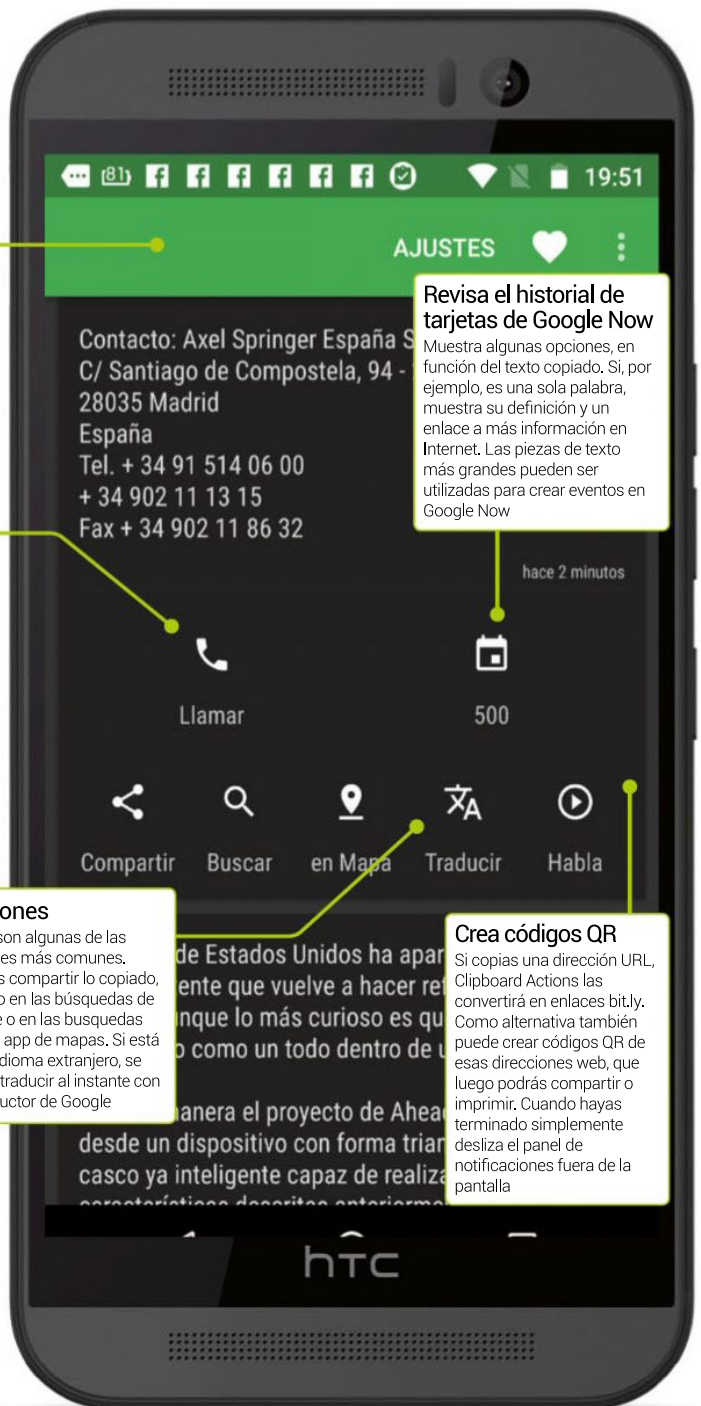 81
19:51
AJUSTES
Contacto: Axel Springer España S
C/ Santiago de Compostela, 94 -
28035 Madrid
España
Tel. + 34 91 514 06 00
+ 34 902 11 13 15
Fax + 34 902 11 86 32
hace 2 minutos
Revisa el historial de
tarjetas de Google Now
Muestra algunas opciones, en
función del texto copiado. Si, por
ejemplo, es una sola palabra,
muestra su definición y un
enlace a más información en
Internet. Las piezas de texto
más grandes pueden ser
utilizadas para crear eventos en
Google Now
Llamar
500
Compartir
Buscar
en Mapa
Traducir
Habla
ones
son algunas de las
es más comunes.
s compartir lo copiado,
o en las búsquedas de
e o en las busquedas
app de mapas. Si está
dioma extranjero, se
traducir al instante con
uctor de Google
de Estados Unidos ha apar
ente que vuelve a hacer ref
nque lo más curioso es qu
o como un todo dentro de u
anera el proyecto de Ahead
desde un dispositivo con forma trian
casco ya inteligente capaz de realiza
Crea códigos QR
Si copias una dirección URL,
Clipboard Actions las
convertirá en enlaces bit.ly.
Como alternativa también
puede crear códigos QR de
esas direcciones web, que
luego podrás compartir o
imprimir. Cuando hayas
terminado simplemente
desliza el panel de
notificaciones fuera de la
pantalla
hTC